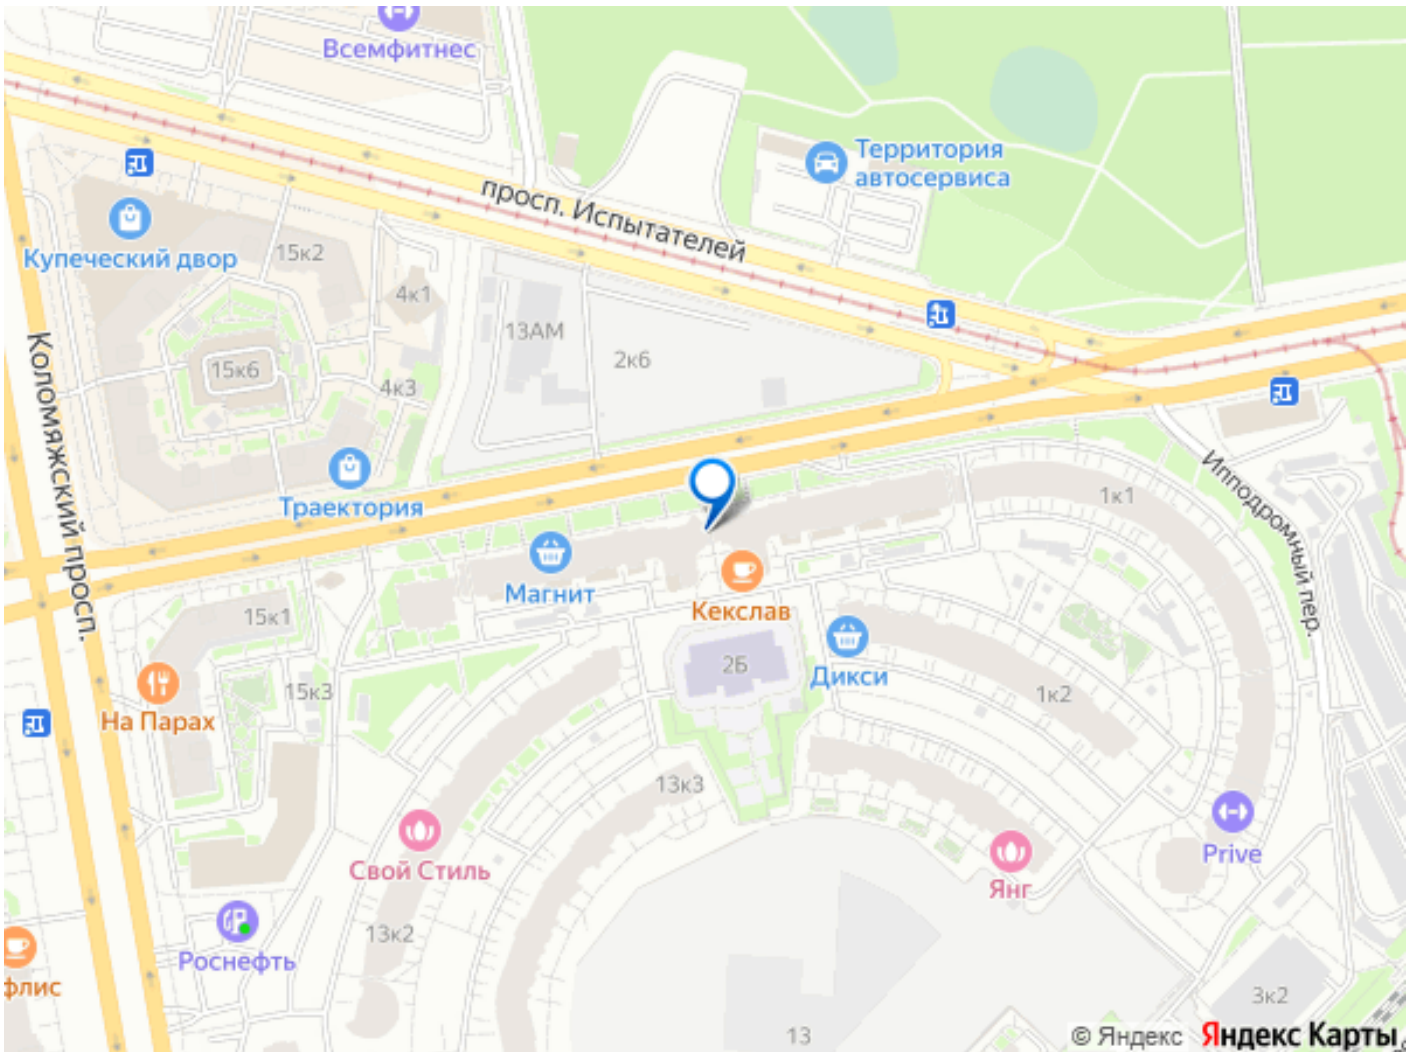 Всемфитнес
Территория
автосервиса
просп. Испытателей
Купеческий двор
15к2
4к1
13АМ
2к6
15к6
4к3
Коломяжский просп.
Траектория
1к1
Ипподромный пер.
Магнит
Кекслав
15к1
2Б
Дикси
15к3
1к2
На Парах
13к3
Свой Стиль
Янг
Prive
13к2
Роснефть
флис
3к2
13
© Яндекс Яндекс Карты